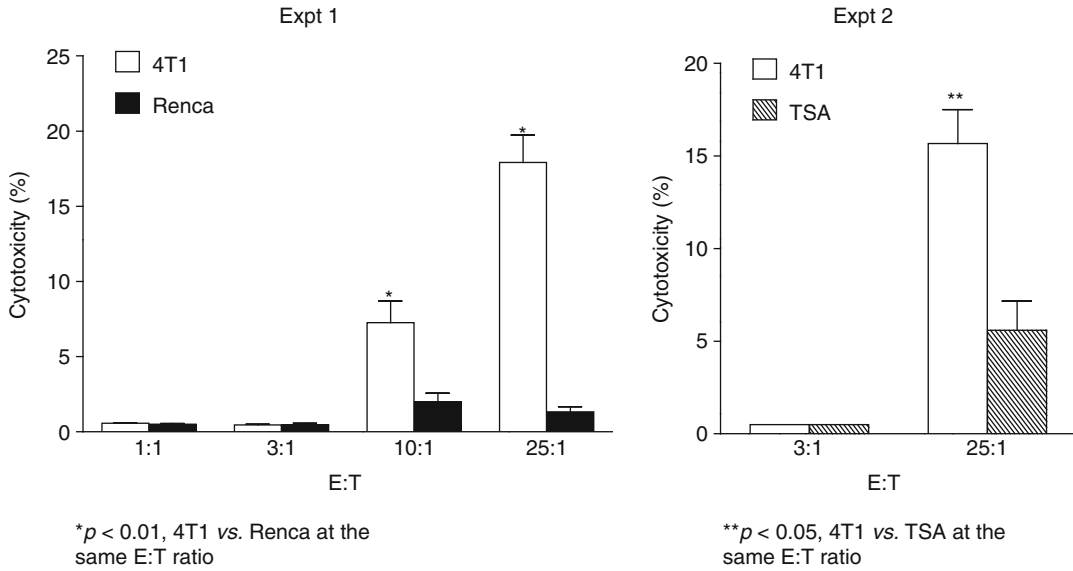 Expt 1
25
20
15
10
5
0
Cytotoxicity (%)
4T1
Renca
*
*
1:1 3:1 10:1 25:1
E:T
*p < 0.01, 4T1 vs. Renca at the
same E:T ratio
Expt 2
20
15
10
5
0
Cytotoxicity (%)
4T1
TSA
**
3:1 25:1
E:T
**p < 0.05, 4T1 vs. TSA at the
same E:T ratio